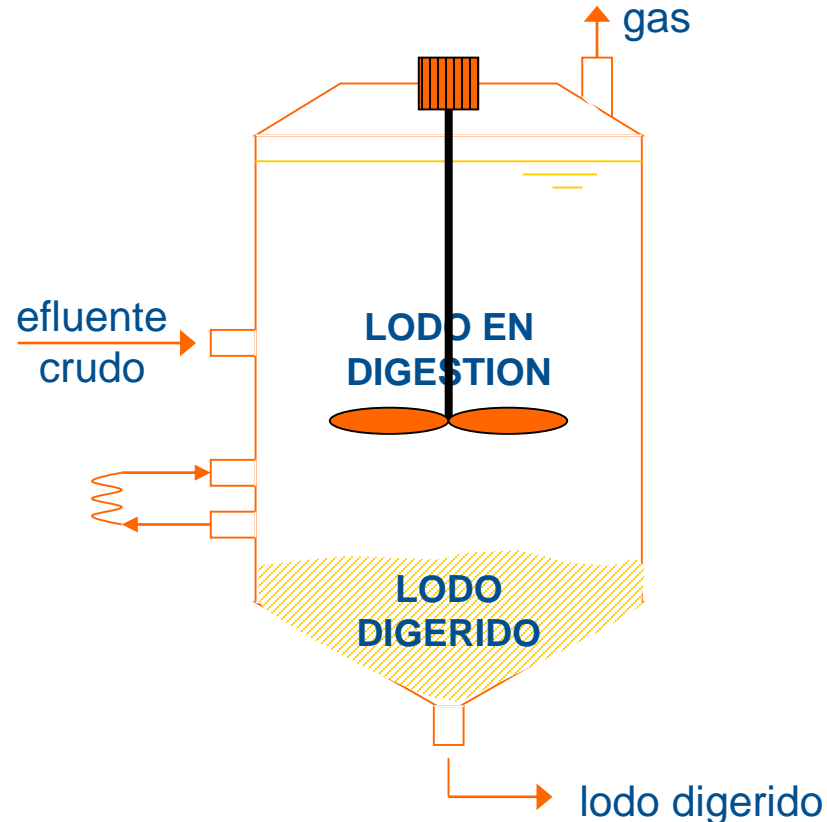 gas
efluente
crudo
LODO EN
DIGESTION
LODO
DIGERIDO
lodo digerido